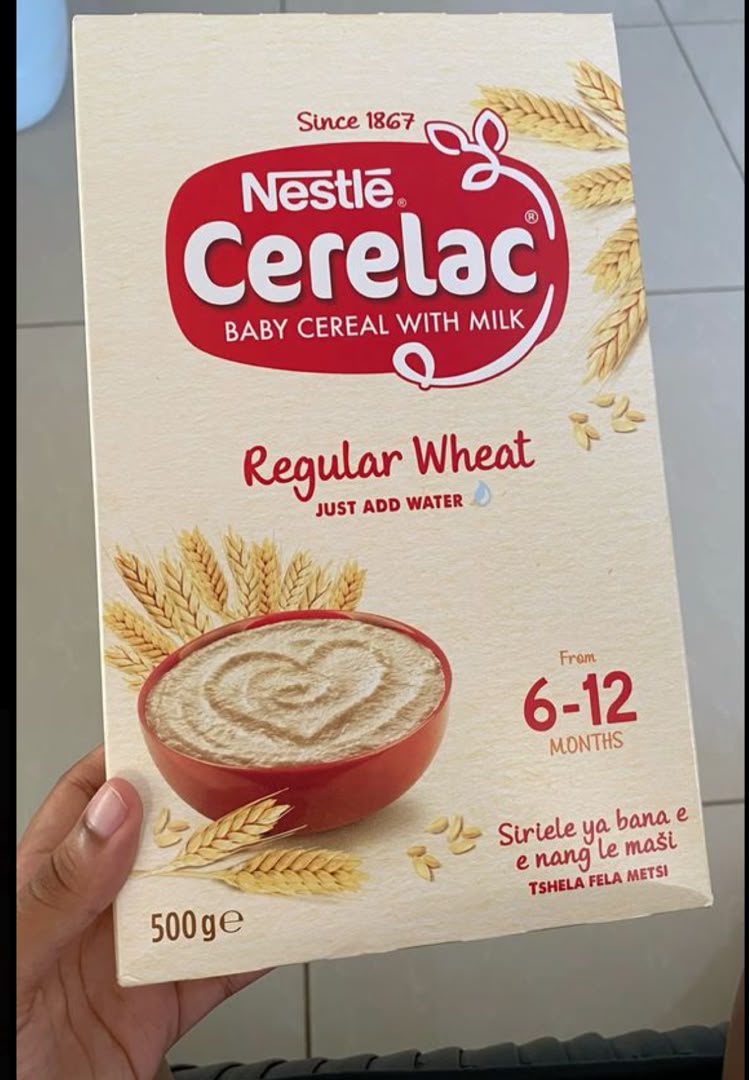 Since 1867
Nestlé®
Cerelac®
BABY CEREAL WITH MILK
Regular Wheat
JUST ADD WATER
From
6-12
MONTHS
Siriele ya bana e
e nang le maši
TSHELA FELA METSI
500 g℮